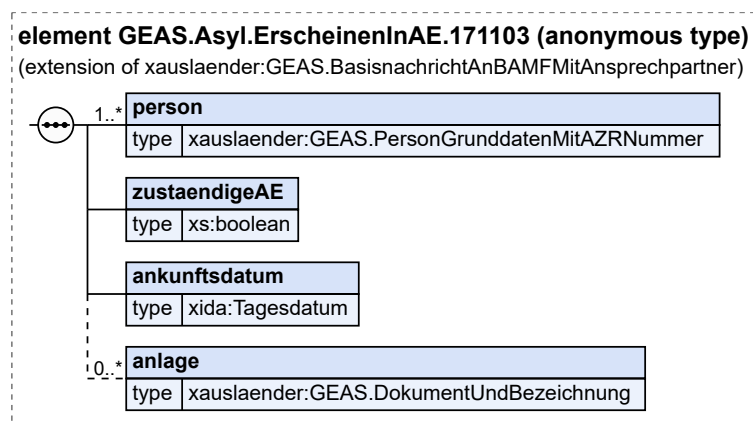 element GEAS.Asyl.ErscheinenInAE.171103 (anonymous type)
(extension of xauslaender:GEAS.BasisnachrichtAnBAMFMitAnsprechpartner)
1..* person
type xauslaender:GEAS.PersonGrunddatenMitAZRNummer
zustaendigeAE
type xs:boolean
ankunftsdatum
type xida:Tagesdatum
0..* anlage
type xauslaender:GEAS.DokumentUndBezeichnung